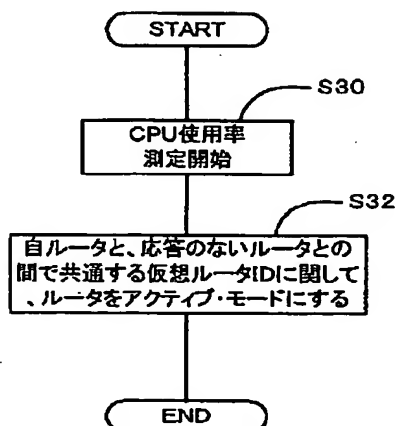 START
S30
CPU使用率
測定開始
S32
自ルータと、応答のないルータとの
間で共通する仮想ルータIDに関して
、ルータをアクティブ・モードにする
END